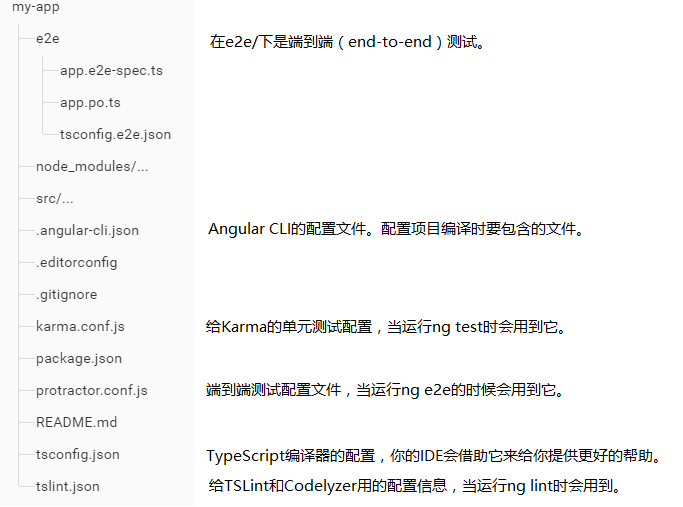 my-app
e2e 在e2e/下是端到端（end-to-end）测试。
app.e2e-spec.ts
app.po.ts
tsconfig.e2e.json
node_modules/...
src/...
.angular-cli.json Angular CLI的配置文件。配置项目编译时要包含的文件。
.editorconfig
.gitignore
karma.conf.js 给Karma的单元测试配置，当运行ng test时会用到它。
package.json
protractor.conf.js 端到端测试配置文件，当运行ng e2e的时候会用到它。
README.md
tsconfig.json TypeScript编译器的配置，你的IDE会借助它来给你提供更好的帮助。
tslint.json 给TSLint和Codelyzer用的配置信息，当运行ng lint时会用到。